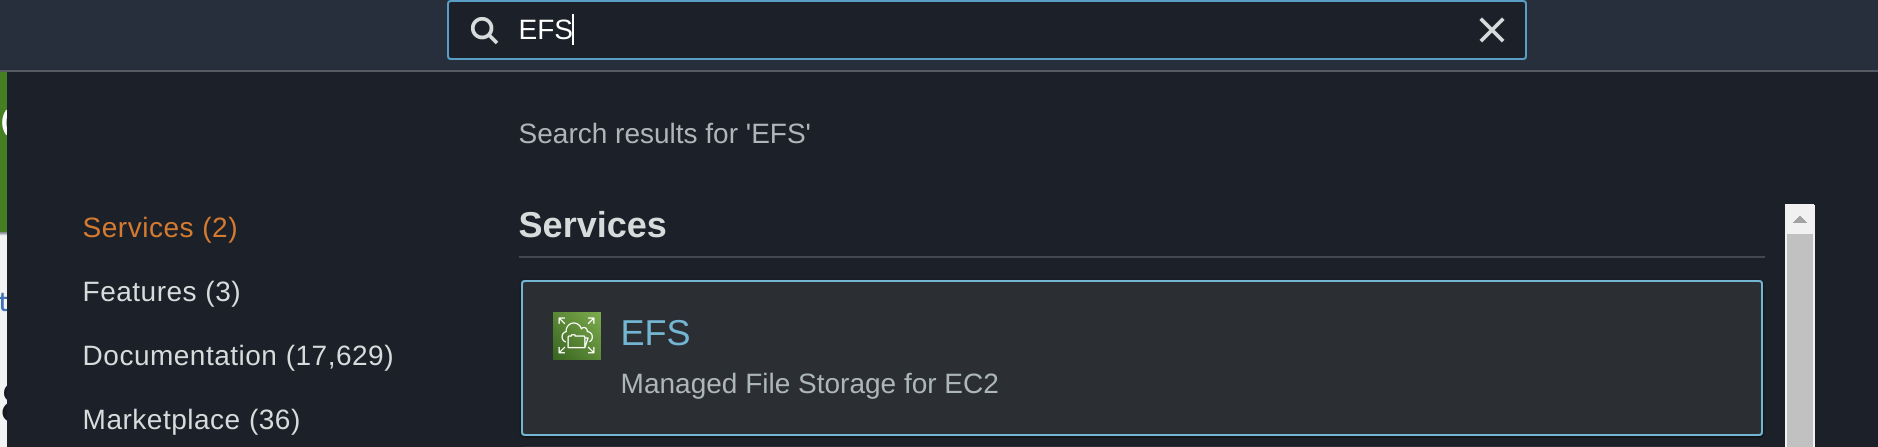 EFS
Search results for 'EFS'
Services (2)
Features (3)
Documentation (17,629)
Marketplace (36)
Services
EFS
Managed File Storage for EC2